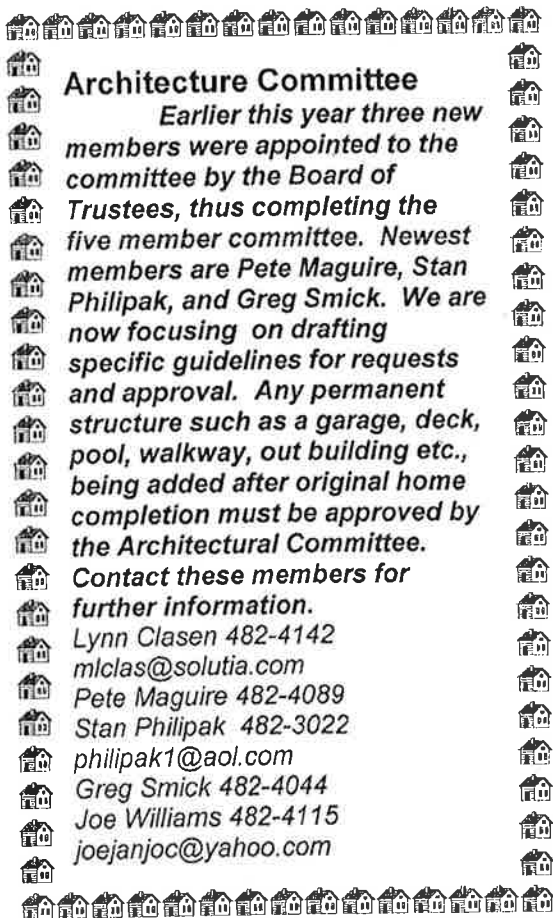 Architecture Committee
Earlier this year three new
members were appointed to the
committee by the Board of
Trustees, thus completing the
five member committee. Newest
members are Pete Maguire, Stan
Philipak, and Greg Smick. We are
now focusing on drafting
specific guidelines for requests
and approval. Any permanent
structure such as a garage, deck,
pool, walkway, out building etc.,
being added after original home
completion must be approved by
the Architectural Committee.
Contact these members for
further information.
Lynn Clasen 482-4142
mlclas@solutia.com
Pete Maguire 482-4089
Stan Philipak 482-3022
philipak1@aol.com
Greg Smick 482-4044
Joe Williams 482-4115
joejanjoc@yahoo.com